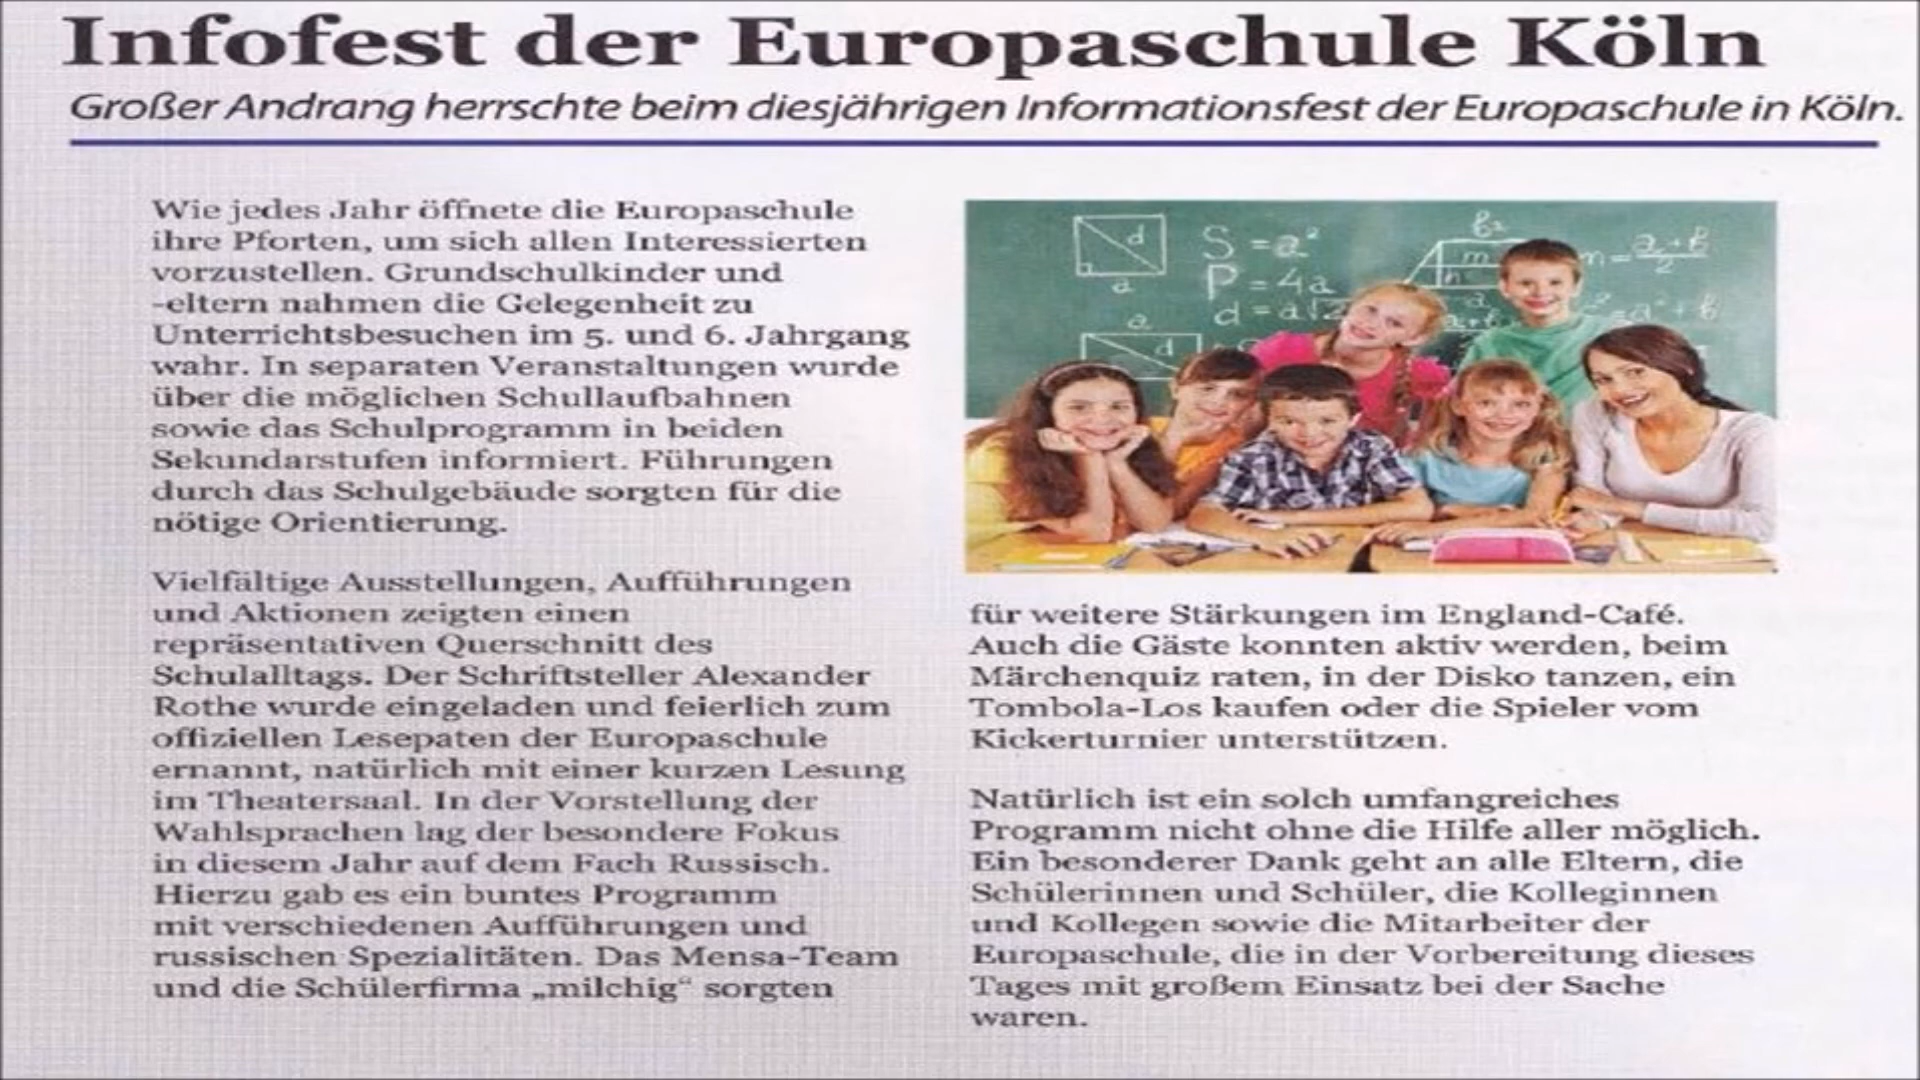 Infofest der Europaschule Köln
Großer Andrang herrschte beim diesjährigen Informationsfest der Europaschule in Köln.
Wie jedes Jahr öffnete die Europaschule
ihre Pforten, um sich allen Interessierten
vorzustellen. Grundschulkinder und
-eltern nahmen die Gelegenheit zu
Unterrichtsbesuchen im 5. und 6. Jahrgang
wahr. In separaten Veranstaltungen wurde
über die möglichen Schullaufbahnen
sowie das Schulprogramm in beiden
Sekundarstufen informiert. Führungen
durch das Schulgebäude sorgten für die
nötige Orientierung.
Vielfältige Ausstellungen, Aufführungen
und Aktionen zeigten einen
repräsentativen Querschnitt des
Schulalltags. Der Schriftsteller Alexander
Rothe wurde eingeladen und feierlich zum
offiziellen Lesepaten der Europaschule
ernannt, natürlich mit einer kurzen Lesung
im Theatersaal. In der Vorstellung der
Wahlsprachen lag der besondere Fokus
in diesem Jahr auf dem Fach Russisch.
Hierzu gab es ein buntes Programm
mit verschiedenen Aufführungen und
russischen Spezialitäten. Das Mensa-Team
und die Schülerfirma „milchig“ sorgten
d
a
S = a²
P = 4a
a
d
für weitere Stärkungen im England-Café.
Auch die Gäste konnten aktiv werden, beim
Märchenquiz raten, in der Disko tanzen, ein
Tombola-Los kaufen oder die Spieler vom
Kickerturnier unterstützen.
Natürlich ist ein solch umfangreiches
Programm nicht ohne die Hilfe aller möglich.
Ein besonderer Dank geht an alle Eltern, die
Schülerinnen und Schüler, die Kolleginnen
und Kollegen sowie die Mitarbeiter der
Europaschule, die in der Vorbereitung dieses
Tages mit großem Einsatz bei der Sache
waren.